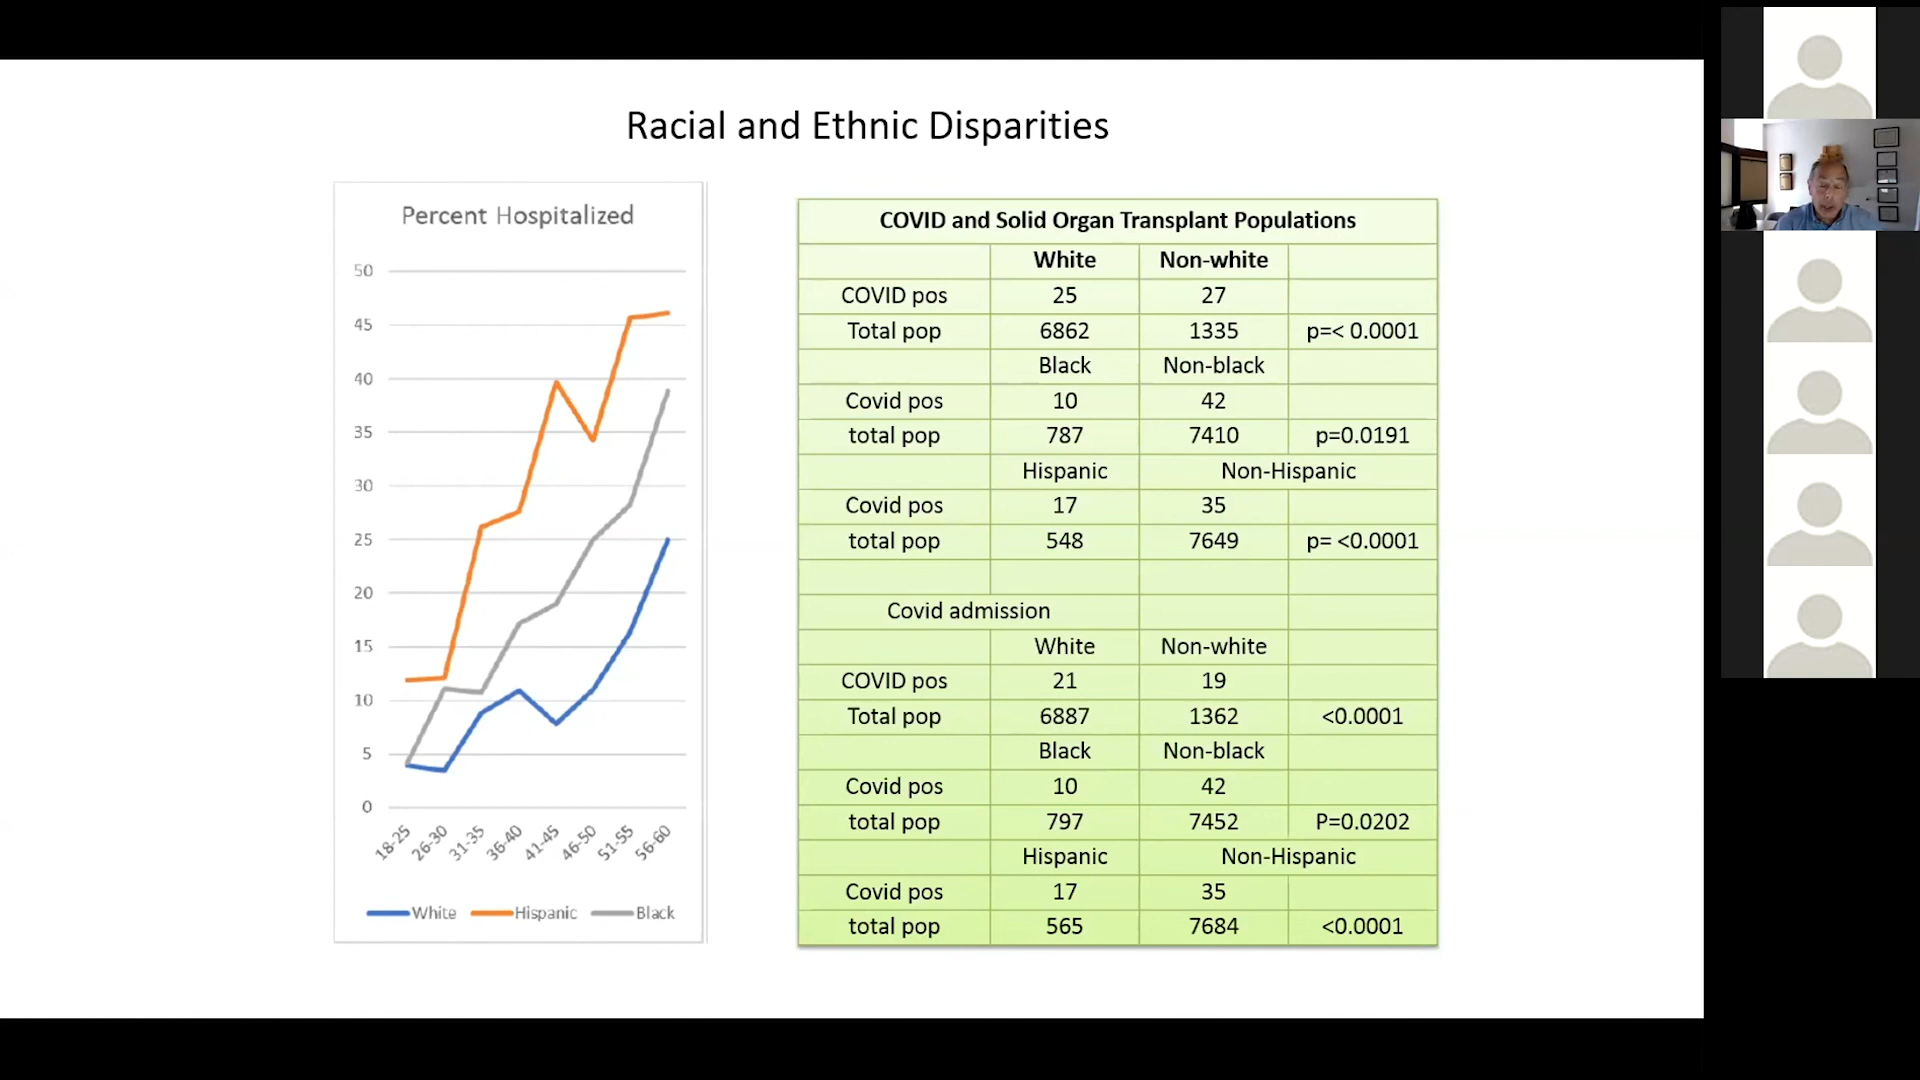 Racial and Ethnic Disparities
Percent Hospitalized
50
45
40
35
30
25
20
15
10
5
0
18-25 26-30 31-35 36-40 41-45 46-50 51-55 56-60
White Hispanic Black
COVID and Solid Organ Transplant Populations
White Non-white
COVID pos 25 27
Total pop 6862 1335 p=< 0.0001
Black Non-black
Covid pos 10 42
total pop 787 7410 p=0.0191
Hispanic Non-Hispanic
Covid pos 17 35
total pop 548 7649 p= <0.0001
Covid admission
White Non-white
COVID pos 21 19
Total pop 6887 1362 <0.0001
Black Non-black
Covid pos 10 42
total pop 797 7452 P=0.0202
Hispanic Non-Hispanic
Covid pos 17 35
total pop 565 7684 <0.0001